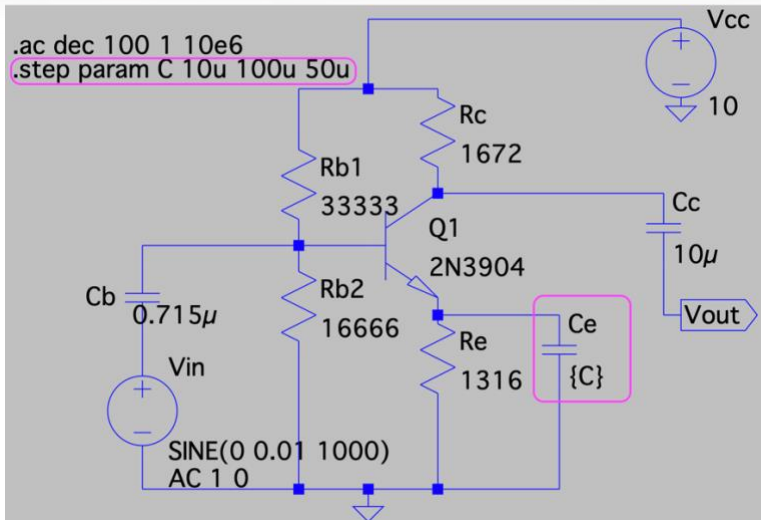 .ac dec 100 1 10e6
.step param C 10u 100u 50u
Vcc
10
Rc
1672
Rb1
33333
Q1
2N3904
Cc
10µ
Cb
0.715µ
Rb2
16666
Vout
Ce
{C}
Re
1316
Vin
SINE(0 0.01 1000)
AC 1 0